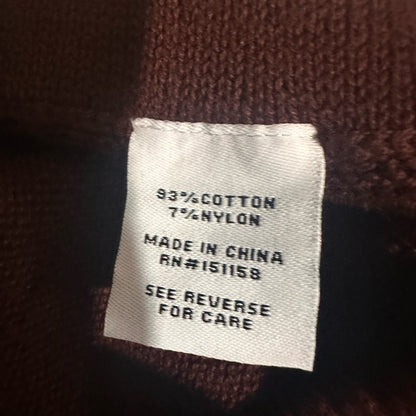 93%COTTON
7%NYLON
MADE IN CHINA
RN#151158
SEE REVERSE
FOR CARE